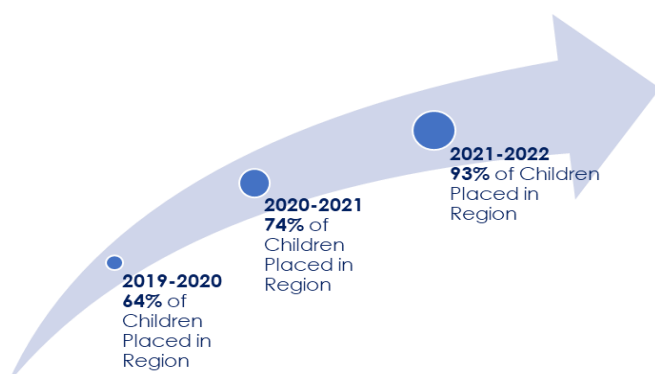 2021-2022
93% of Children
Placed in
Region
2020-2021
74% of
Children
Placed in
Region
2019-2020
64% of
Children
Placed in
Region